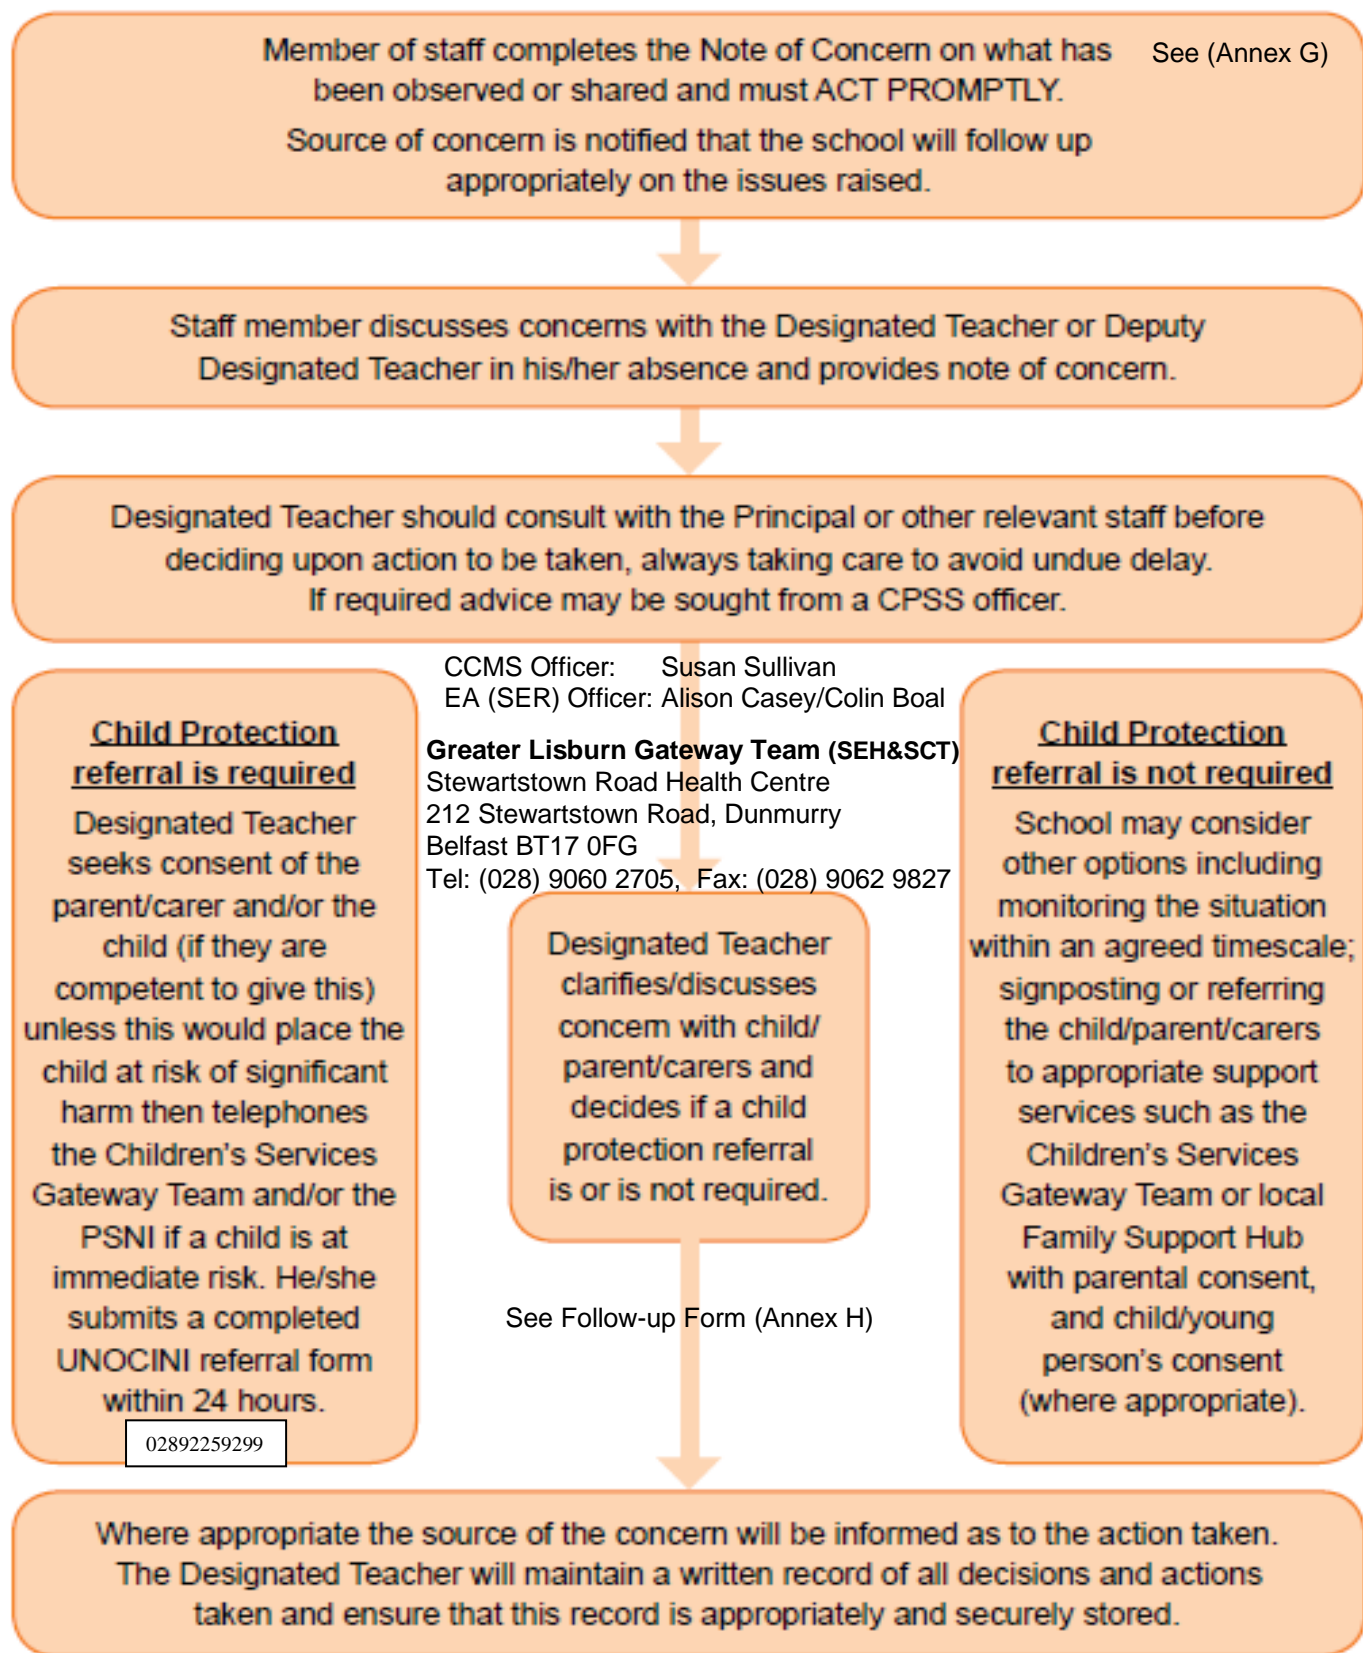 Member of staff completes the Note of Concern on what has
See (Annex G)
been observed or shared and must ACT PROMPTLY.
Source of concern is notified that the school will follow up
appropriately on the issues raised.
Staff member discusses concerns with the Designated Teacher or Deputy
Designated Teacher in his/her absence and provides note of concern.
Designated Teacher should consult with the Principal or other relevant staff before
deciding upon action to be taken, always taking care to avoid undue delay.
If required advice may be sought from a CPSS officer.
CCMS Officer: Susan Sullivan
EA (SER) Officer: Alison Casey/Colin Boal
Greater Lisburn Gateway Team (SEH&SCT)
Stewartstown Road Health Centre
212 Stewartstown Road, Dunmurry
Belfast BT17 0FG
Tel: (028) 9060 2705, Fax: (028) 9062 9827
Child Protection
referral is required
Designated Teacher
seeks consent of the
parent/carer and/or the
child (if they are
competent to give this)
unless this would place the
child at risk of significant
harm then telephones
the Children's Services
Gateway Team and/or the
PSNI if a child is at
immediate risk. He/she
submits a completed
UNOCINI referral form
within 24 hours.
02892259299
Designated Teacher
clarifies/discusses
concern with child/
parent/carers and
decides if a child
protection referral
is or is not required.
See Follow-up Form (Annex H)
Child Protection
referral is not required
School may consider
other options including
monitoring the situation
within an agreed timescale;
signposting or referring
the child/parent/carers
to appropriate support
services such as the
Children's Services
Gateway Team or local
Family Support Hub
with parental consent,
and child/young
person's consent
(where appropriate).
Where appropriate the source of the concern will be informed as to the action taken.
The Designated Teacher will maintain a written record of all decisions and actions
taken and ensure that this record is appropriately and securely stored.